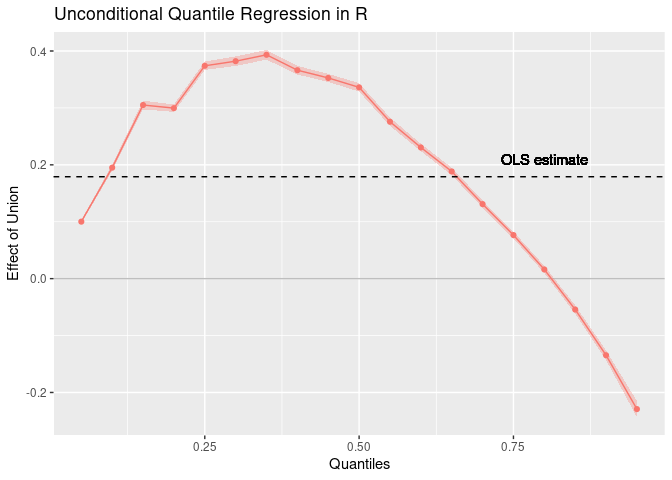 Unconditional Quantile Regression in R
Effect of Union
0.4
0.2
0.0
-0.2
OLS estimate
0.25 0.50 0.75
Quantiles